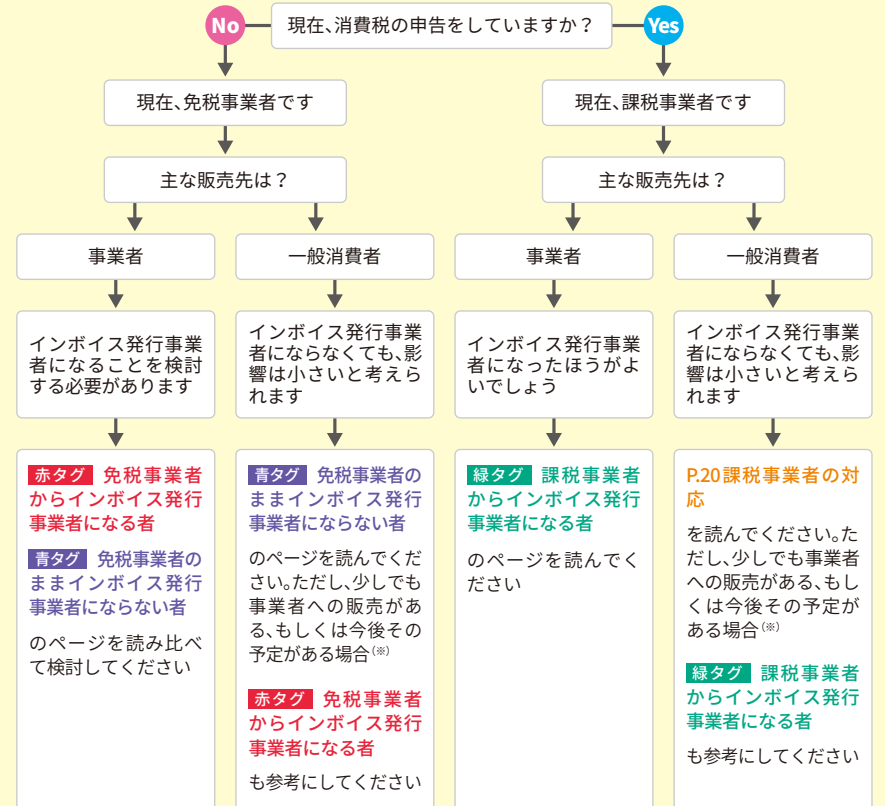 No
現在、消費税の申告をしていますか？
Yes
現在、免税事業者です
現在、課税事業者です
主な販売先は？
主な販売先は？
事業者
一般消費者
事業者
一般消費者
インボイス発行事業
者になることを検討
する必要があります
インボイス発行事業
者にならなくても、影
響は小さいと考えら
れます
インボイス発行事業
者になったほうがよ
いでしょう
インボイス発行事業
者にならなくても、影
響は小さいと考えら
れます
赤タグ 免税事業者
からインボイス発行
事業者になる者
青タグ 免税事業者の
ままインボイス発行
事業者にならない者
のページを読み比べ
て検討してください
青タグ 免税事業者の
ままインボイス発行
事業者にならない者
のページを読んでくだ
さい。ただし、少しでも
事業者への販売があ
る、もしくは今後その
予定がある場合(※)
赤タグ 免税事業者
からインボイス発行
事業者になる者
も参考にしてください
緑タグ 課税事業者
からインボイス発行
事業者になる者
のページを読んでく
ださい
P.20課税事業者の対
応
を読んでください。た
だし、少しでも事業者
への販売がある、もし
くは今後その予定が
ある場合(※)
緑タグ 課税事業者
からインボイス発行
事業者になる者
も参考にしてください